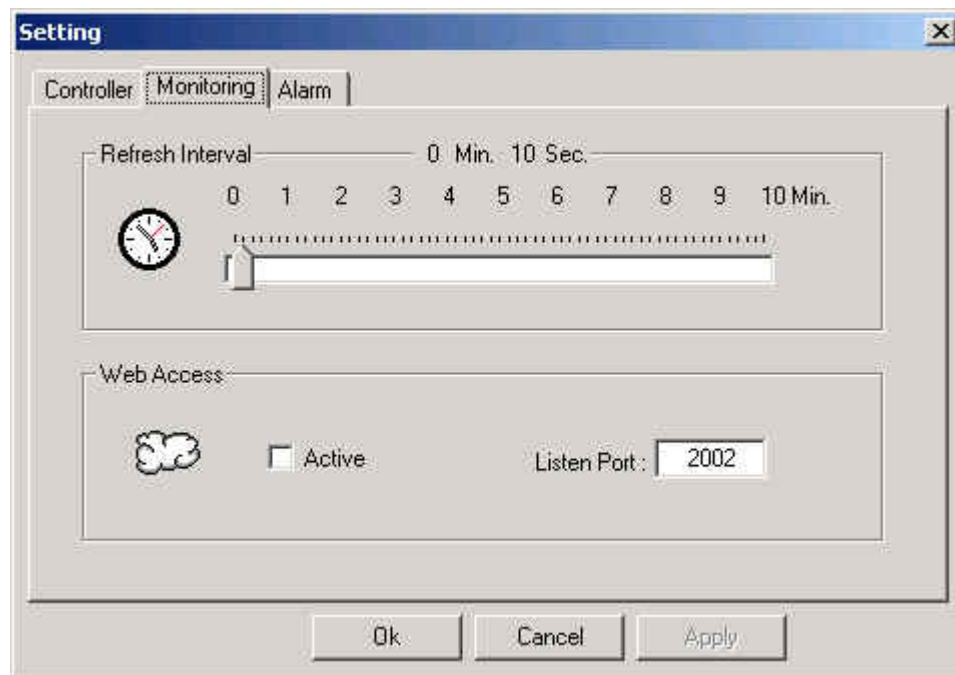 Setting
Controller Monitoring Alarm
Refresh Interval 0 Min. 10 Sec.
0 1 2 3 4 5 6 7 8 9 10 Min.
Web Access
Active Listen Port : 2002
Ok Cancel Apply